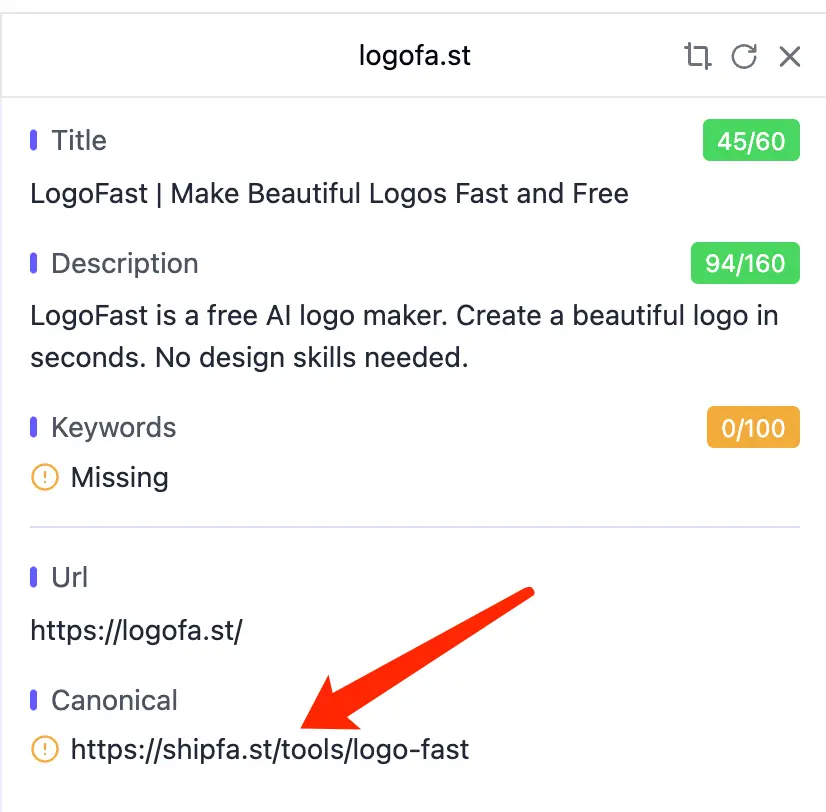 logofa.st
Title
45/60
LogoFast | Make Beautiful Logos Fast and Free
Description
94/160
LogoFast is a free AI logo maker. Create a beautiful logo in
seconds. No design skills needed.
Keywords
0/100
Missing
Url
https://logofa.st/
Canonical
https://shipfa.st/tools/logo-fast